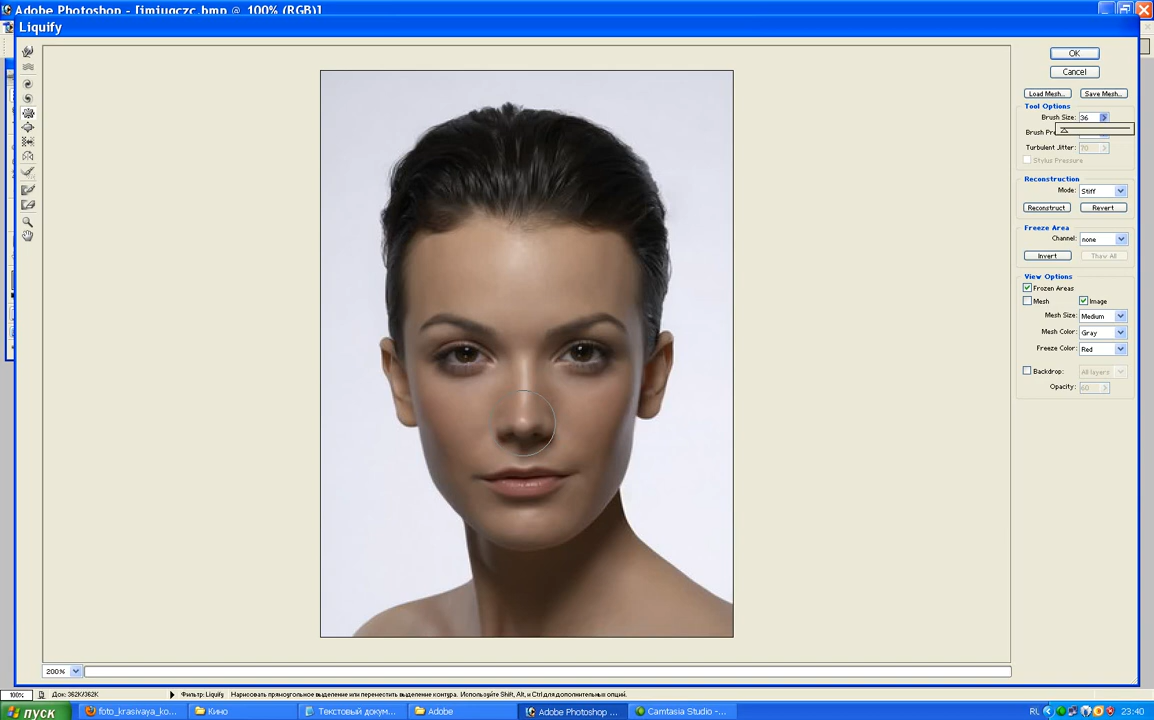 Adobe Photoshop - [imiugczc.bmp @ 100% (RGB)]
Liquify
OK
Cancel
Load Mesh...
Save Mesh...
Tool Options
Brush Size: 36
Brush Pre
Turbulent Jitter: 70
Stylus Pressure
Reconstruction
Mode: Stiff
Reconstruct
Revert
Freeze Area
Channel: none
Invert
Thaw All
View Options
Frozen Areas
Mesh
Image
Mesh Size: Medium
Mesh Color: Gray
Freeze Color: Red
Backdrop: All layers
Opacity: 60
200%
100%
Док: 362K/362K
Фильтр: Liquify
Нарисовать прямоугольное выделение или переместить выделение контура. Используйте Shift, Alt, и Ctrl для дополнительных опций.
пуск
foto_krasivaya_ko...
Кино
Текстовый докум...
Adobe
Adobe Photoshop ...
Camtasia Studio -...
RL
23:40